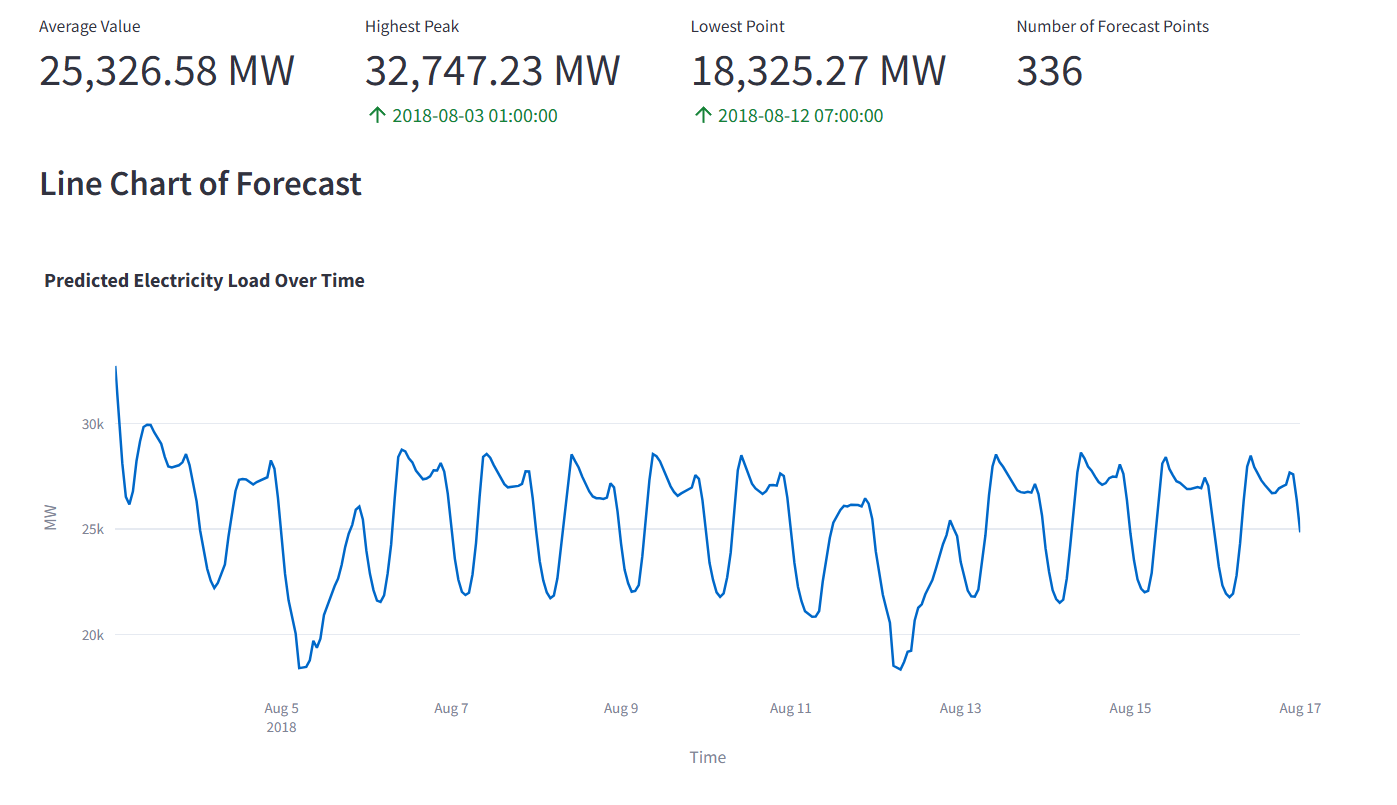 Average Value
25,326.58 MW
Highest Peak
32,747.23 MW
↑ 2018-08-03 01:00:00
Lowest Point
18,325.27 MW
↑ 2018-08-12 07:00:00
Number of Forecast Points
336
Line Chart of Forecast
Predicted Electricity Load Over Time
MW
30k
25k
20k
Aug 5
2018
Aug 7
Aug 9
Aug 11
Aug 13
Aug 15
Aug 17
Time